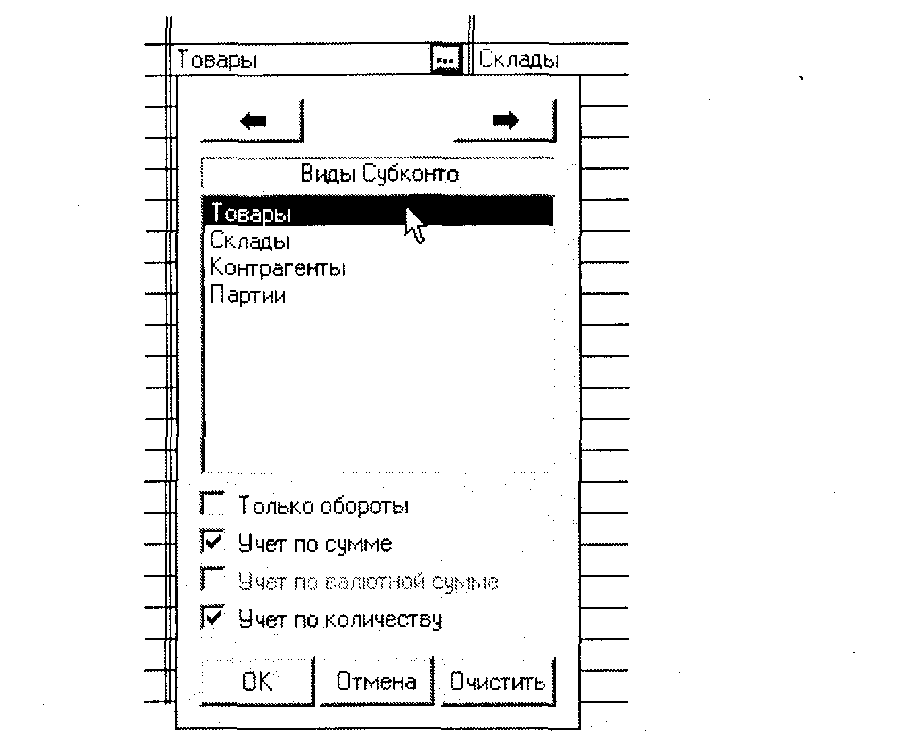 Товары ... Склады
Виды Субконто
Товары
Склады
Контрагенты
Партии
Только обороты
Учет по сумме
Учет по валютной сумме
Учет по количеству
ОК Отмена Очистить